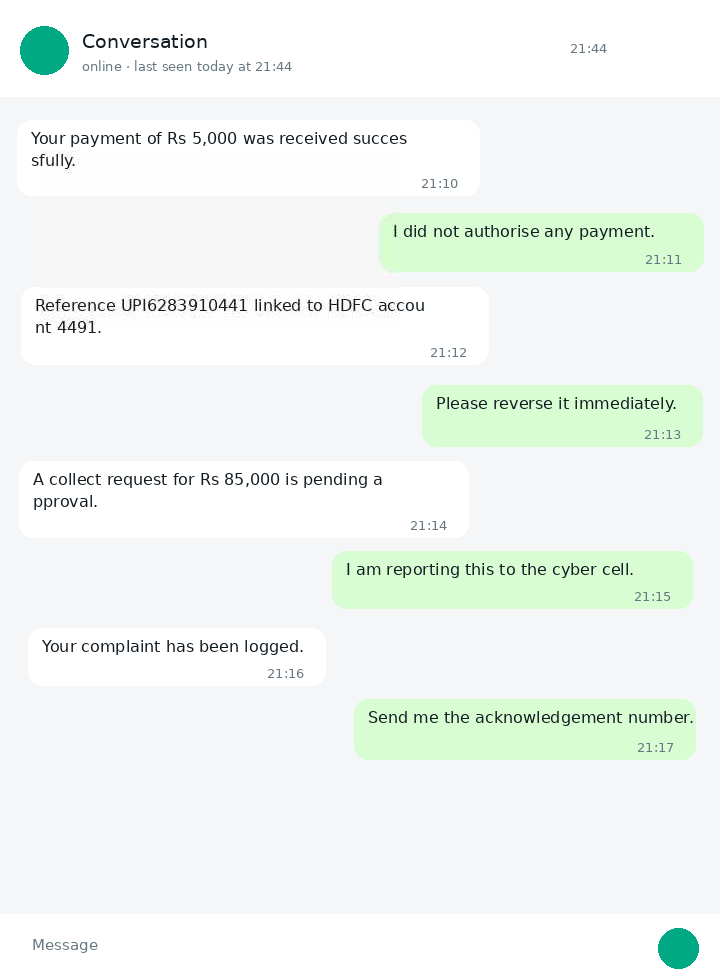 Conversation
21:44
online · last seen today at 21:44
Your payment of Rs 5,000 was received succes
sfully.
21:10
I did not authorise any payment.
21:11
Reference UPI6283910441 linked to HDFC accou
nt 4491.
21:12
Please reverse it immediately.
21:13
A collect request for Rs 85,000 is pending a
pproval.
21:14
I am reporting this to the cyber cell.
21:15
Your complaint has been logged.
21:16
Send me the acknowledgement number.
21:17
Message